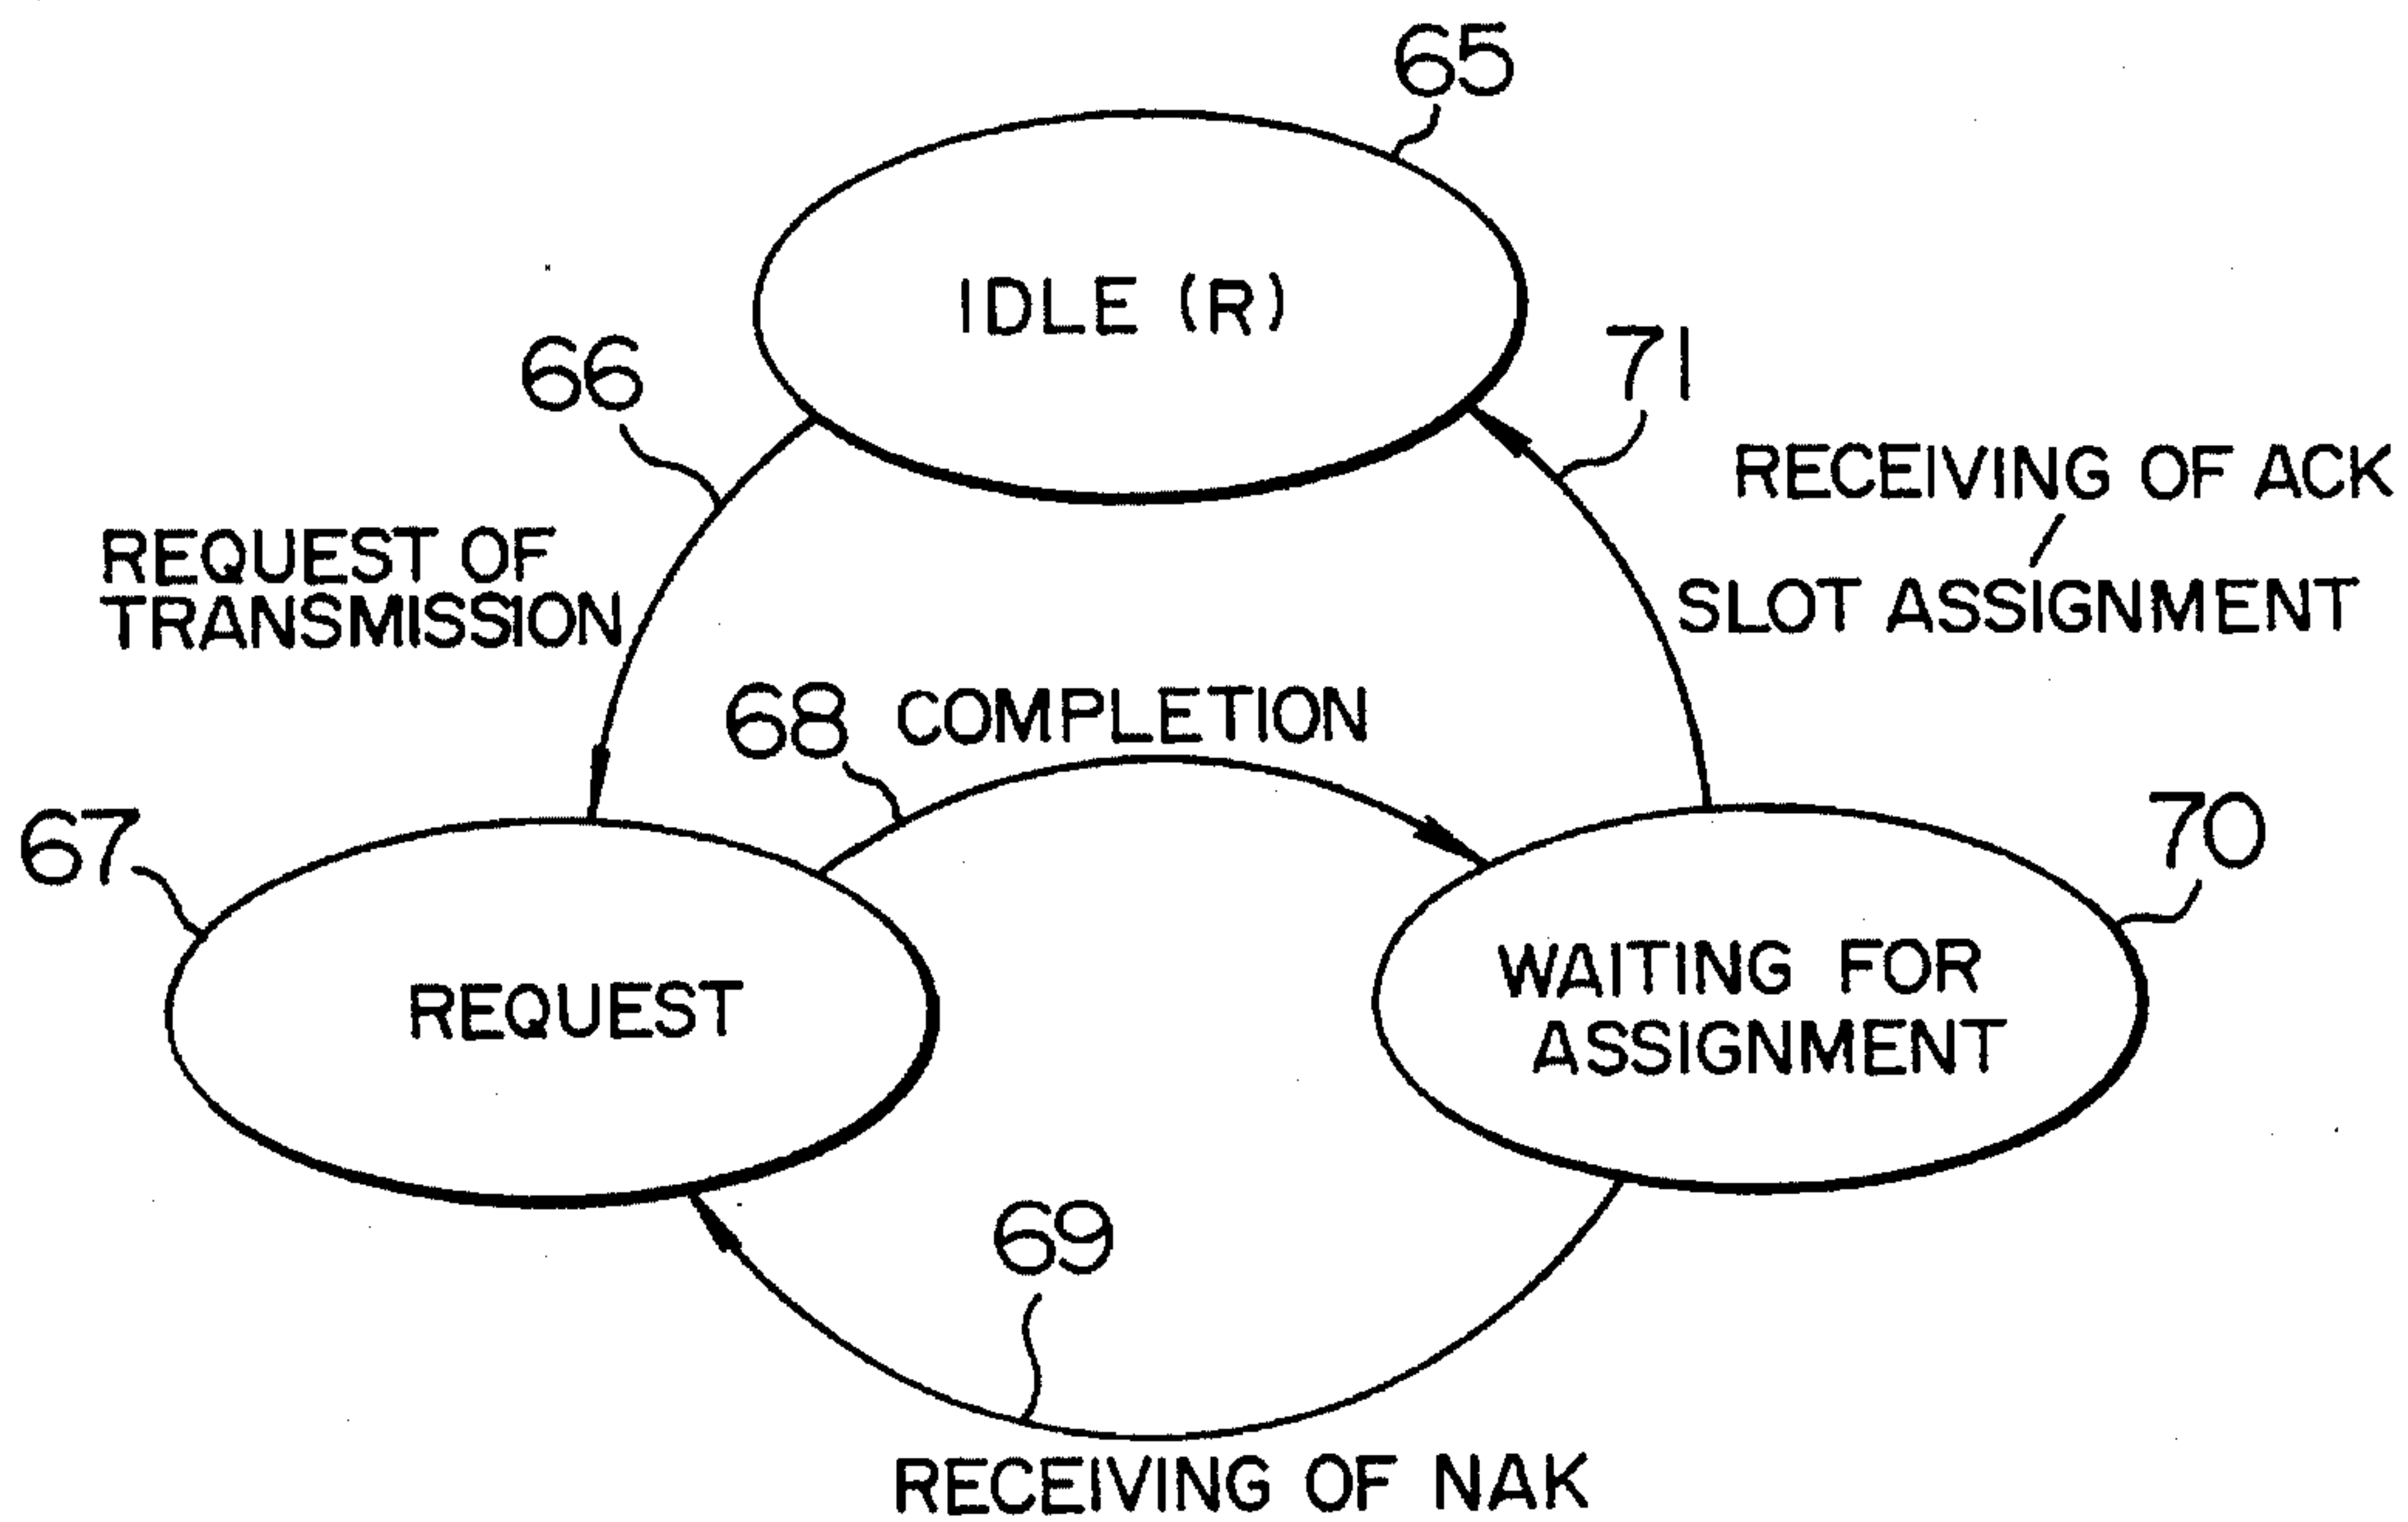 65
IDLE (R)
66
71
RECEIVING OF ACK
/
SLOT ASSIGNMENT
REQUEST OF
TRANSMISSION
68 COMPLETION
67
70
REQUEST
WAITING FOR
ASSIGNMENT
69
RECEIVING OF NAK